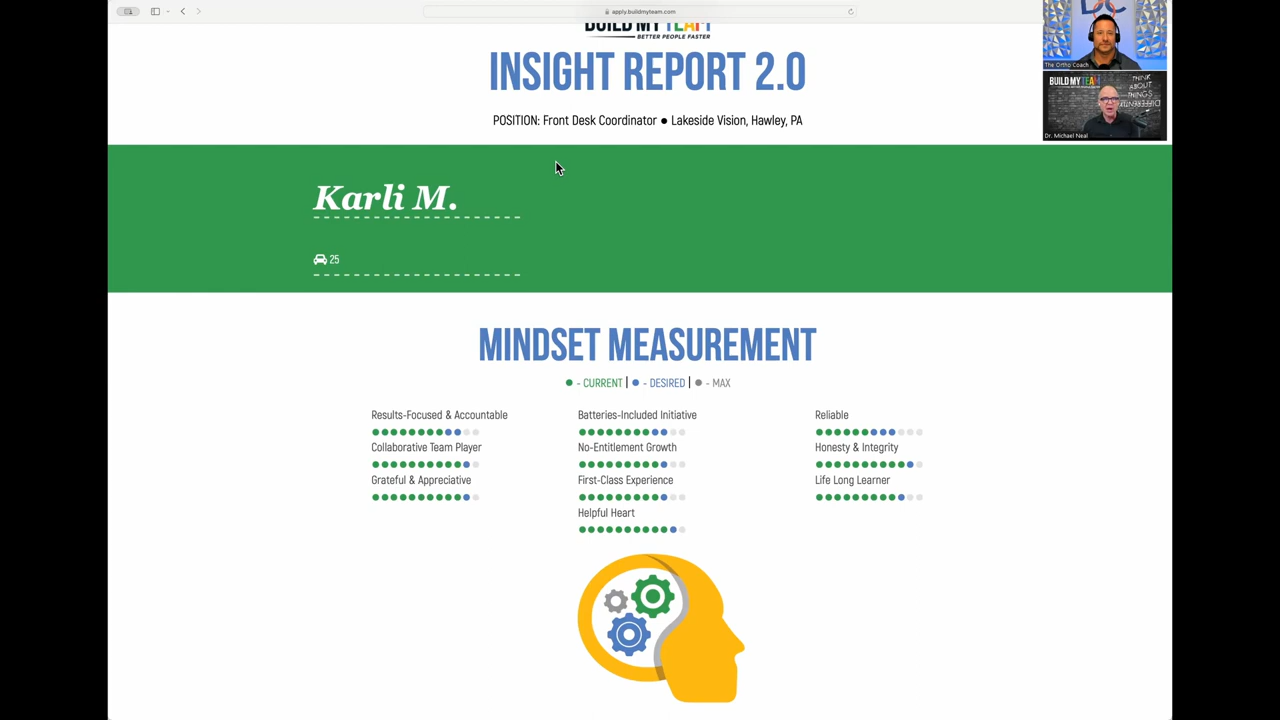 apply.buildmyteam.com
BUILD MY TEAM
BETTER PEOPLE FASTER
INSIGHT REPORT 2.0
POSITION: Front Desk Coordinator ● Lakeside Vision, Hawley, PA
Karli M.
25
MINDSET MEASUREMENT
● - CURRENT | ● - DESIRED | ● - MAX
Results-Focused & Accountable
Batteries-Included Initiative
Reliable
Collaborative Team Player
No-Entitlement Growth
Honesty & Integrity
Grateful & Appreciative
First-Class Experience
Life Long Learner
Helpful Heart
The Ortho Coach
BUILD MY TEAM
THINK
ABOUT
THINGS
DIFFERENTLY
Dr. Michael Neal